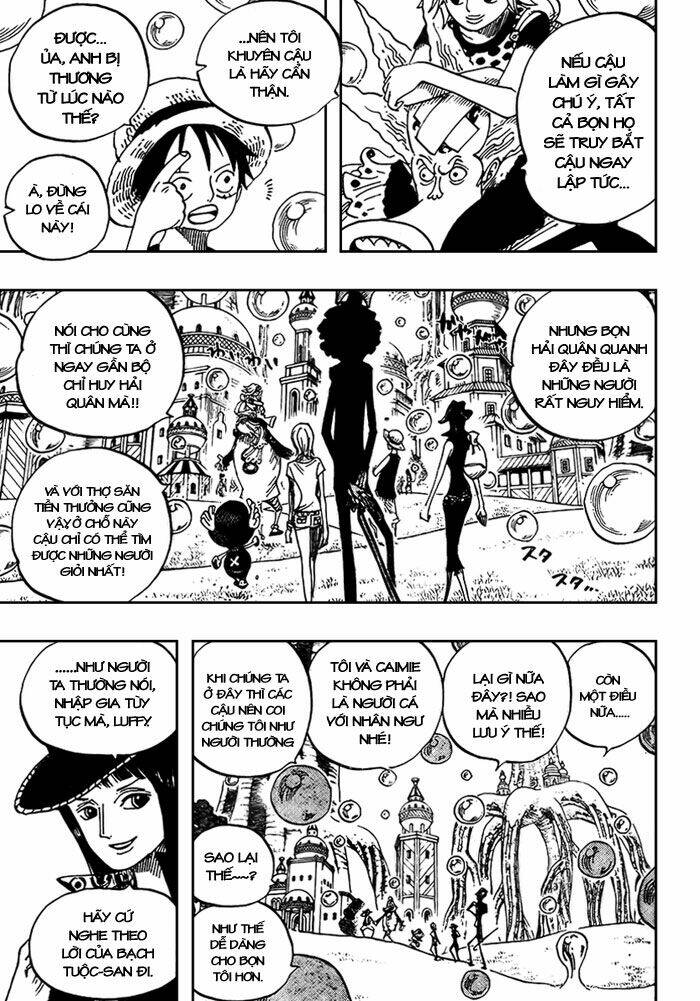 NẾU CẬU
LÀM GÌ GÂY
CHÚ Ý, TẤT
CẢ BỌN HỌ
SẼ TRUY BẮT
CẬU NGAY
LẬP TỨC...
...NÊN TÔI
KHUYÊN CẬU
LÀ HÃY CẨN
THẬN.
ĐƯỢC...
ỦA, ANH BỊ
THƯƠNG
TỪ LÚC NÀO
THẾ?
À, ĐỪNG
LO VỀ CÁI
NÀY!
NHƯNG BỌN
HẢI QUÂN QUANH
ĐÂY ĐỀU LÀ
NHỮNG NGƯỜI
RẤT NGUY HIỂM.
NÓI CHO CÙNG
THÌ CHÚNG TA Ở
NGAY GẦN BỘ
CHỈ HUY HẢI
QUÂN MÀ!!
VÀ VỚI THỢ SĂN
TIỀN THƯỞNG CŨNG
VẬY, Ở CHỖ NÀY
CẬU CHỈ CÓ THỂ TÌM
ĐƯỢC NHỮNG NGƯỜI
GIỎI NHẤT!
スタ
スタ...
CÒN
MỘT ĐIỀU
NỮA.....
LẠI GÌ NỮA
ĐÂY?! SAO
MÀ NHIỀU
LƯU Ý THẾ!
TÔI VÀ CAIMIE
KHÔNG PHẢI
LÀ NGƯỜI CÁ
VỚI NHÂN NGƯ
NHÉ!
KHI CHÚNG TA
Ở ĐÂY THÌ CÁC
CẬU NÊN COI
CHÚNG TÔI NHƯ
NGƯỜI THƯỜNG
SAO LẠI
THẾ~~~?
NHƯ THẾ
DỄ DÀNG
CHO BỌN
TÔI HƠN.
......NHƯ NGƯỜI
TA THƯỜNG NÓI,
NHẬP GIA TÙY
TỤC MÀ, LUFFY.
HÃY CỨ
NGHE THEO
LỜI CỦA BẠCH
TUỘC-SAN ĐI.